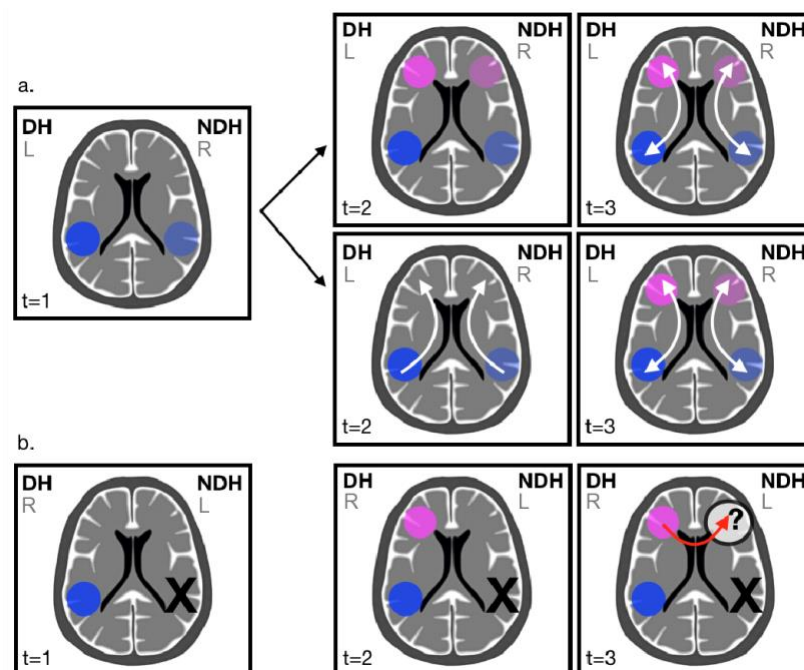 a.
DH NDH
L R
t=1
DH NDH
L R
t=2
DH NDH
L R
t=3
DH NDH
L R
t=2
DH NDH
L R
t=3
b.
DH NDH
R L
X
t=1
DH NDH
R L
X
t=2
DH NDH
R L
?
X
t=3